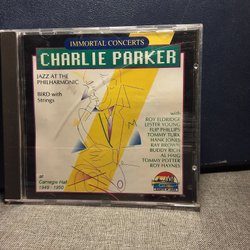 IMMORTAL CONCERTS
CHARLIE PARKER
JAZZ AT THE
PHILHARMONIC
BIRD with
Strings
with
ROY ELDRIDGE
LESTER YOUNG
FLIP PHILLIPS
TOMMY TURK
HANK JONES
RAY BROWN
BUDDY RICH
AL HAIG
TOMMY POTTER
ROY HAYNES
at
Carnegie Hall
1949 - 1950